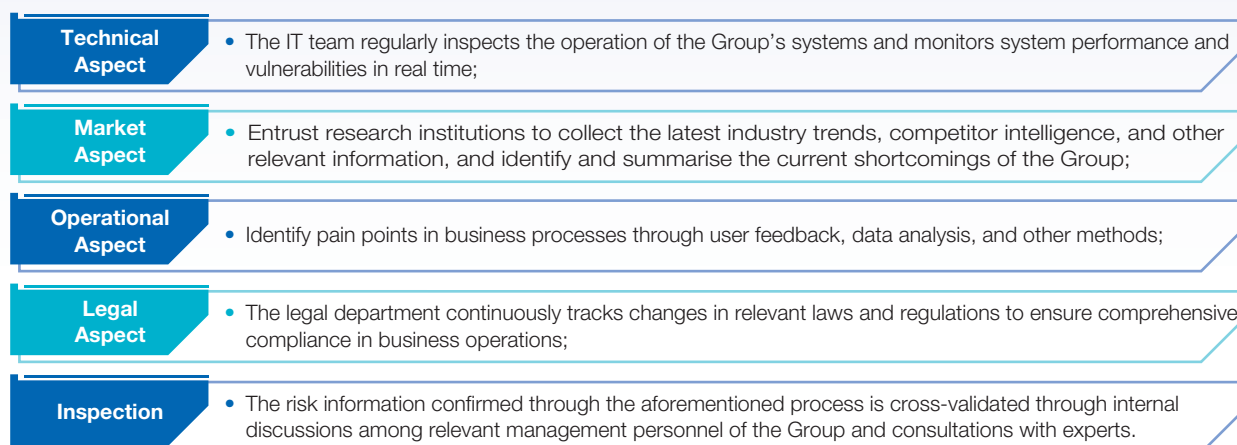 Technical
Aspect
• The IT team regularly inspects the operation of the Group's systems and monitors system performance and
vulnerabilities in real time;
Market
Aspect
• Entrust research institutions to collect the latest industry trends, competitor intelligence, and other
relevant information, and identify and summarise the current shortcomings of the Group;
Operational
Aspect
• Identify pain points in business processes through user feedback, data analysis, and other methods;
Legal
Aspect
• The legal department continuously tracks changes in relevant laws and regulations to ensure comprehensive
compliance in business operations;
Inspection
• The risk information confirmed through the aforementioned process is cross-validated through internal
discussions among relevant management personnel of the Group and consultations with experts.